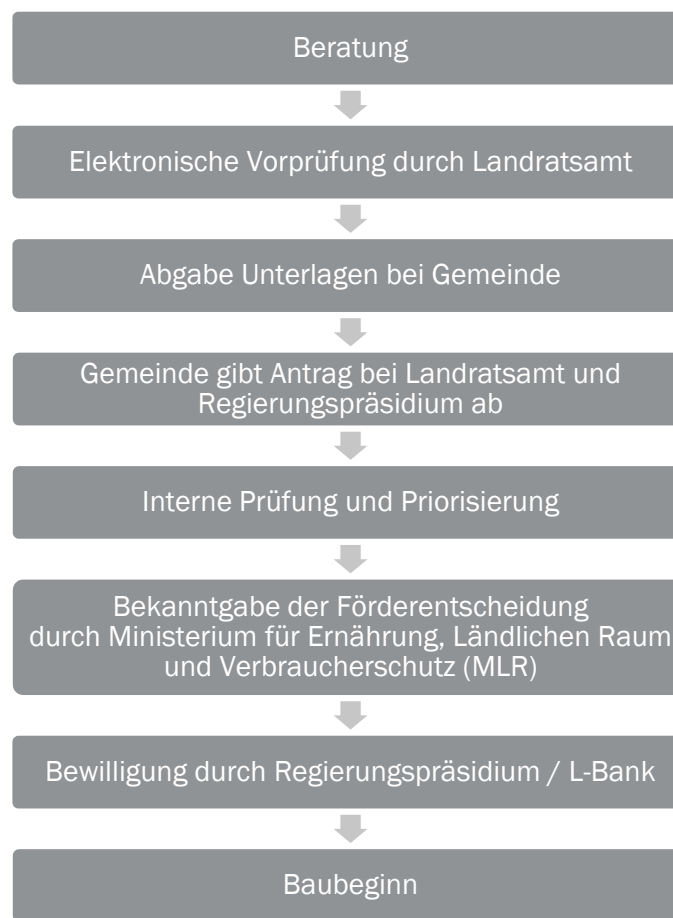 Beratung
Elektronische Vorprüfung durch Landratsamt
Abgabe Unterlagen bei Gemeinde
Gemeinde gibt Antrag bei Landratsamt und
Regierungspräsidium ab
Interne Prüfung und Priorisierung
Bekanntgabe der Förderentscheidung
durch Ministerium für Ernährung, Ländlichen Raum
und Verbraucherschutz (MLR)
Bewilligung durch Regierungspräsidium / L-Bank
Baubeginn